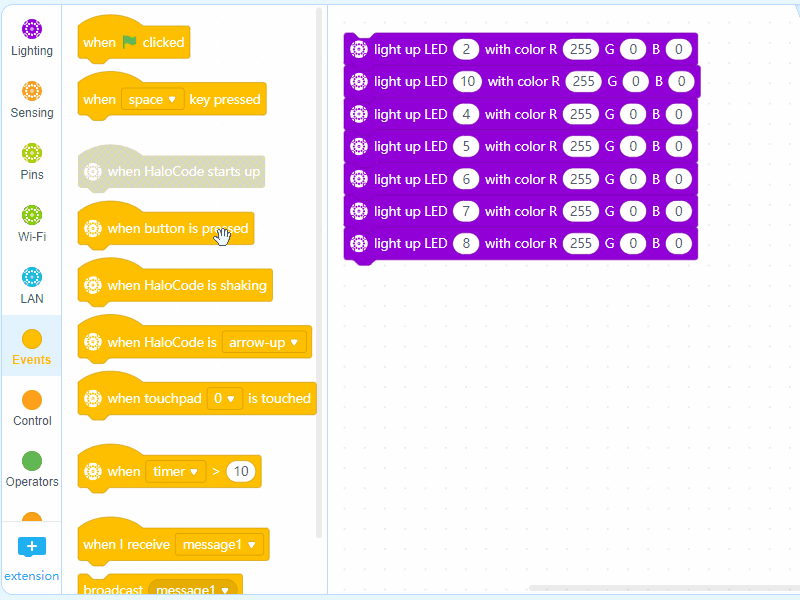 Lighting
Sensing
Pins
Wi-Fi
LAN
Events
Control
Operators
extension
when clicked
when space key pressed
when HaloCode starts up
when button is pressed
when HaloCode is shaking
when HaloCode is arrow-up
when touchpad 0 is touched
when timer > 10
when I receive message1
broadcast message1
light up LED 2 with color R 255 G 0 B 0
light up LED 10 with color R 255 G 0 B 0
light up LED 4 with color R 255 G 0 B 0
light up LED 5 with color R 255 G 0 B 0
light up LED 6 with color R 255 G 0 B 0
light up LED 7 with color R 255 G 0 B 0
light up LED 8 with color R 255 G 0 B 0